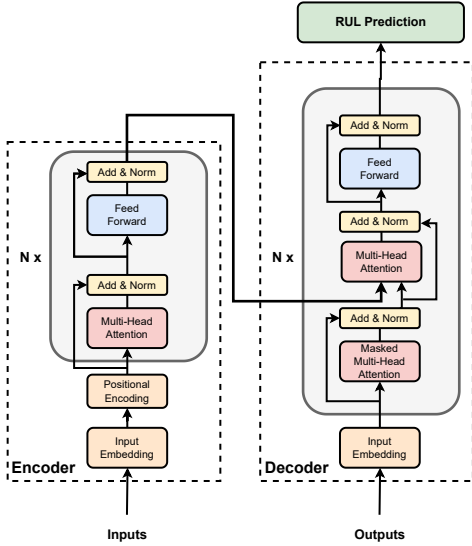 RUL Prediction
Add & Norm
Feed
Forward
Add & Norm
Multi-Head
Attention
Add & Norm
Masked
Multi-Head
Attention
Input
Embedding
N x
Decoder
Outputs
Add & Norm
Feed
Forward
Add & Norm
Multi-Head
Attention
Positional
Encoding
Input
Embedding
N x
Encoder
Inputs